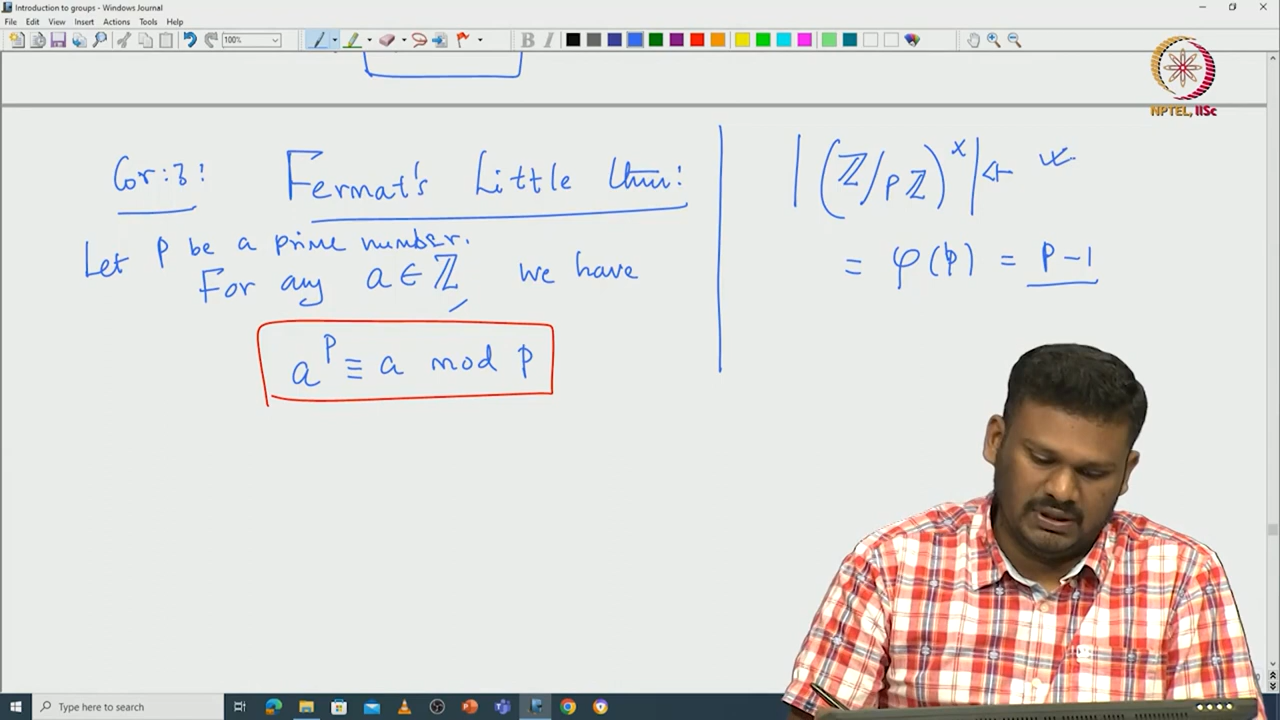 Introduction to groups - Windows Journal
File Edit View Insert Actions Tools Help
100%
B I
NPTEL, IISc
Cor:3: Fermat's Little thm:
Let p be a prime number.
For any a ∈ ℤ we have
a^p ≡ a mod p
|(ℤ/pℤ)^×|
= φ(p) = p-1
Type here to search